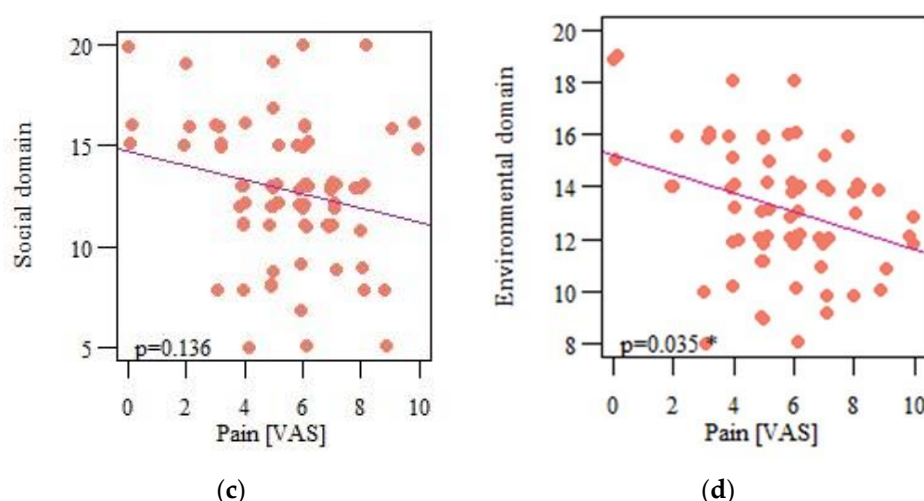 Social domain
20
15
10
5
p=0.136
0 2 4 6 8 10
Pain [VAS]
(c)
Environmental domain
20
18
16
14
12
10
8
p=0.035 *
0 2 4 6 8 10
Pain [VAS]
(d)